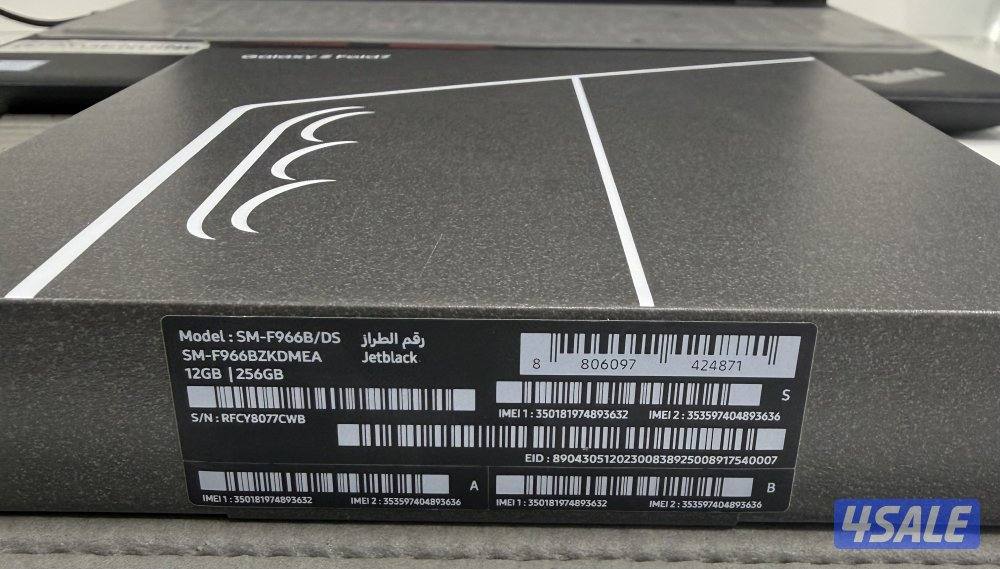 Galaxy Z Fold7
Model : SM-F966B/DS رقم الطراز
SM-F966BZKDMEA Jetblack
12GB | 256GB
8 806097 424871
S
S/N : RFCY8077CWB
IMEI 1 : 350181974893632 IMEI 2 : 353597404893636
EID : 89043051202300838925008917540007
A
IMEI 1 : 350181974893632 IMEI 2 : 353597404893636
B
IMEI 1 : 350181974893632 IMEI 2 : 353597404893636
4SALE